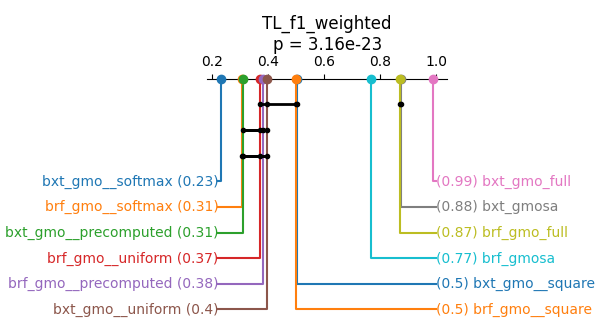 TL_f1_weighted
p = 3.16e-23
0.2 0.4 0.6 0.8 1.0
bxt_gmo__softmax (0.23) (0.99) bxt_gmo_full
brf_gmo__softmax (0.31) (0.88) bxt_gmosa
bxt_gmo__precomputed (0.31) (0.87) brf_gmo_full
brf_gmo__uniform (0.37) (0.77) brf_gmosa
brf_gmo__precomputed (0.38) (0.5) bxt_gmo__square
bxt_gmo__uniform (0.4) (0.5) brf_gmo__square